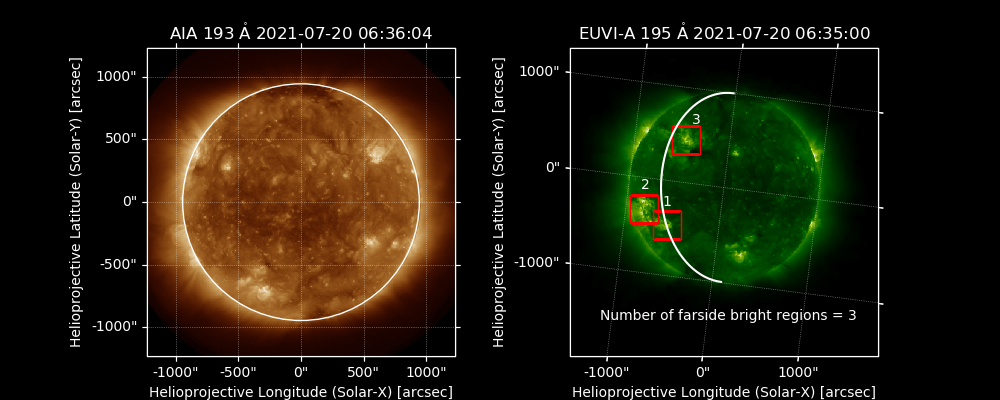 AIA 193 Å 2021-07-20 06:36:04
1000"
500"
0"
-500"
-1000"
-1000"
-500"
0"
500"
1000"
Helioprojective Longitude (Solar-X) [arcsec]
Helioprojective Latitude (Solar-Y) [arcsec]
EUVI-A 195 Å 2021-07-20 06:35:00
1000"
0"
-1000"
3
2
1
Number of farside bright regions = 3
-1000"
0"
1000"
Helioprojective Longitude (Solar-X) [arcsec]
Helioprojective Latitude (Solar-Y) [arcsec]